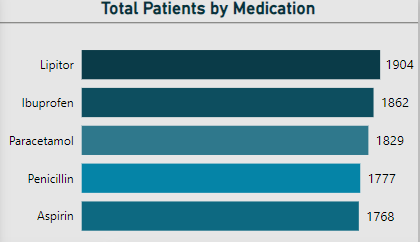 Total Patients by Medication
Lipitor 1904
Ibuprofen 1862
Paracetamol 1829
Penicillin 1777
Aspirin 1768